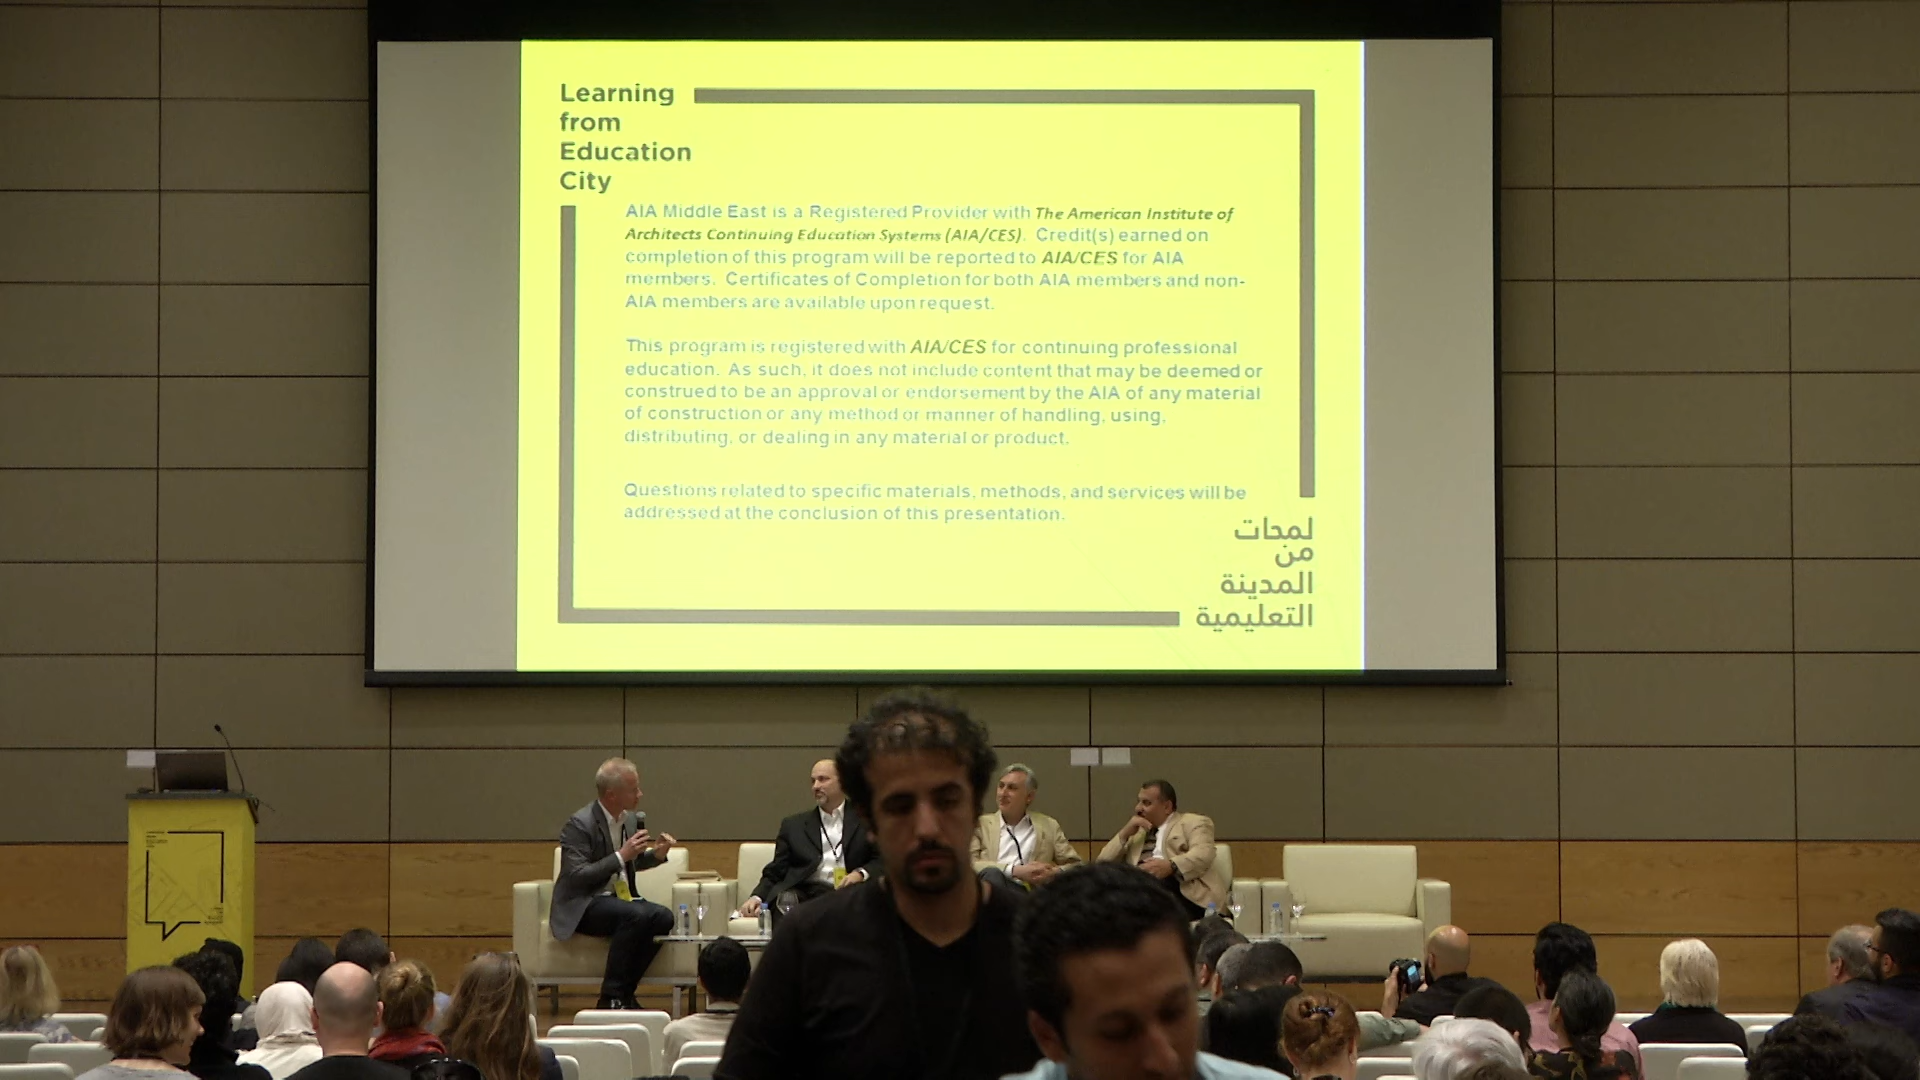 Learning
from
Education
City
AIA Middle East is a Registered Provider with The American Institute of
Architects Continuing Education Systems (AIA/CES). Credit(s) earned on
completion of this program will be reported to AIA/CES for AIA
members. Certificates of Completion for both AIA members and non-
AIA members are available upon request.
This program is registered with AIA/CES for continuing professional
education. As such, it does not include content that may be deemed or
construed to be an approval or endorsement by the AIA of any material
of construction or any method or manner of handling, using,
distributing, or dealing in any material or product.
Questions related to specific materials, methods, and services will be
addressed at the conclusion of this presentation.
لمحات
من
المدينة
التعليمية